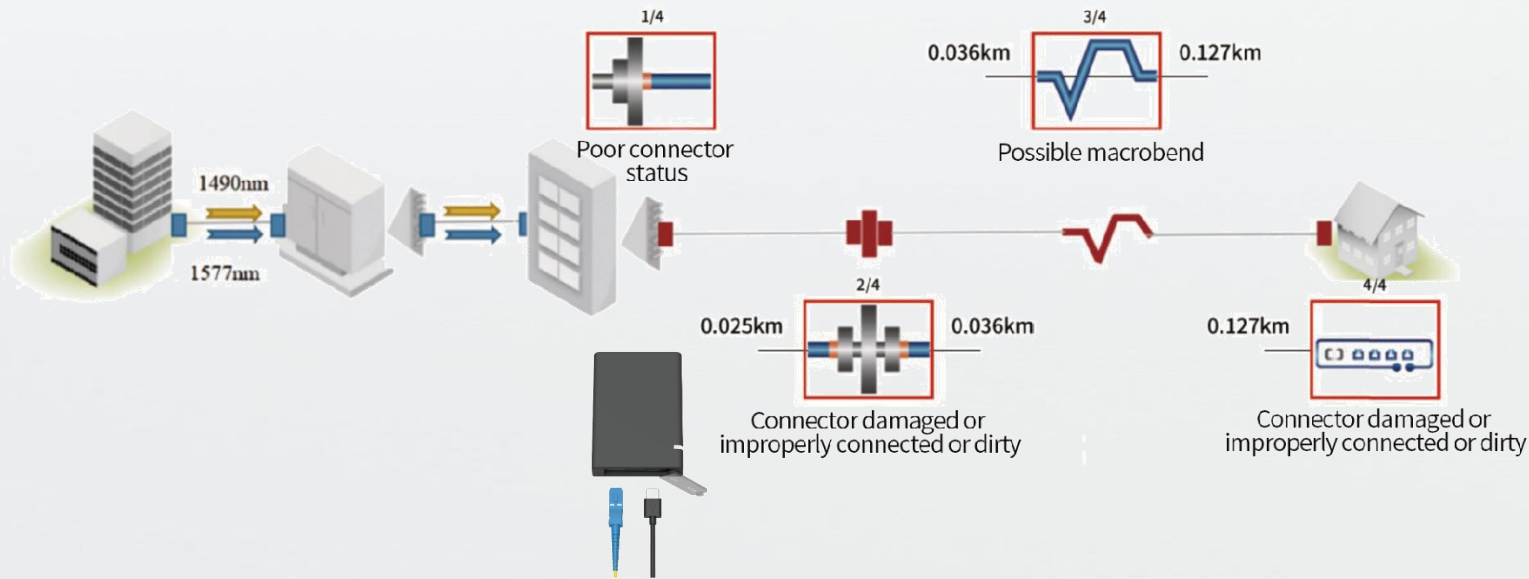 1/4
Poor connector
status
3/4
0.036km
0.127km
Possible macrobend
1490nm
1577nm
2/4
0.025km
0.036km
Connector damaged or
improperly connected or dirty
4/4
0.127km
Connector damaged or
improperly connected or dirty